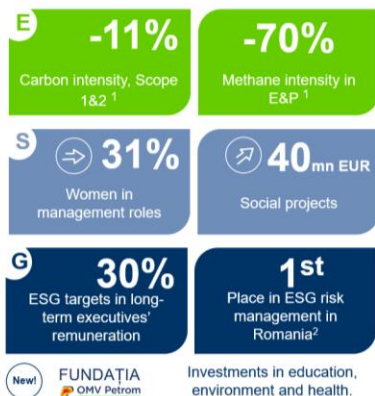 E
-11%
Carbon intensity, Scope
1&2 ¹
-70%
Methane intensity in
E&P ¹
S
31%
Women in
management roles
40mn EUR
Social projects
G
30%
ESG targets in long-
term executives'
remuneration
1st
Place in ESG risk
management in
Romania²
New!
FUNDAȚIA
OMV Petrom
Investments in education,
environment and health.